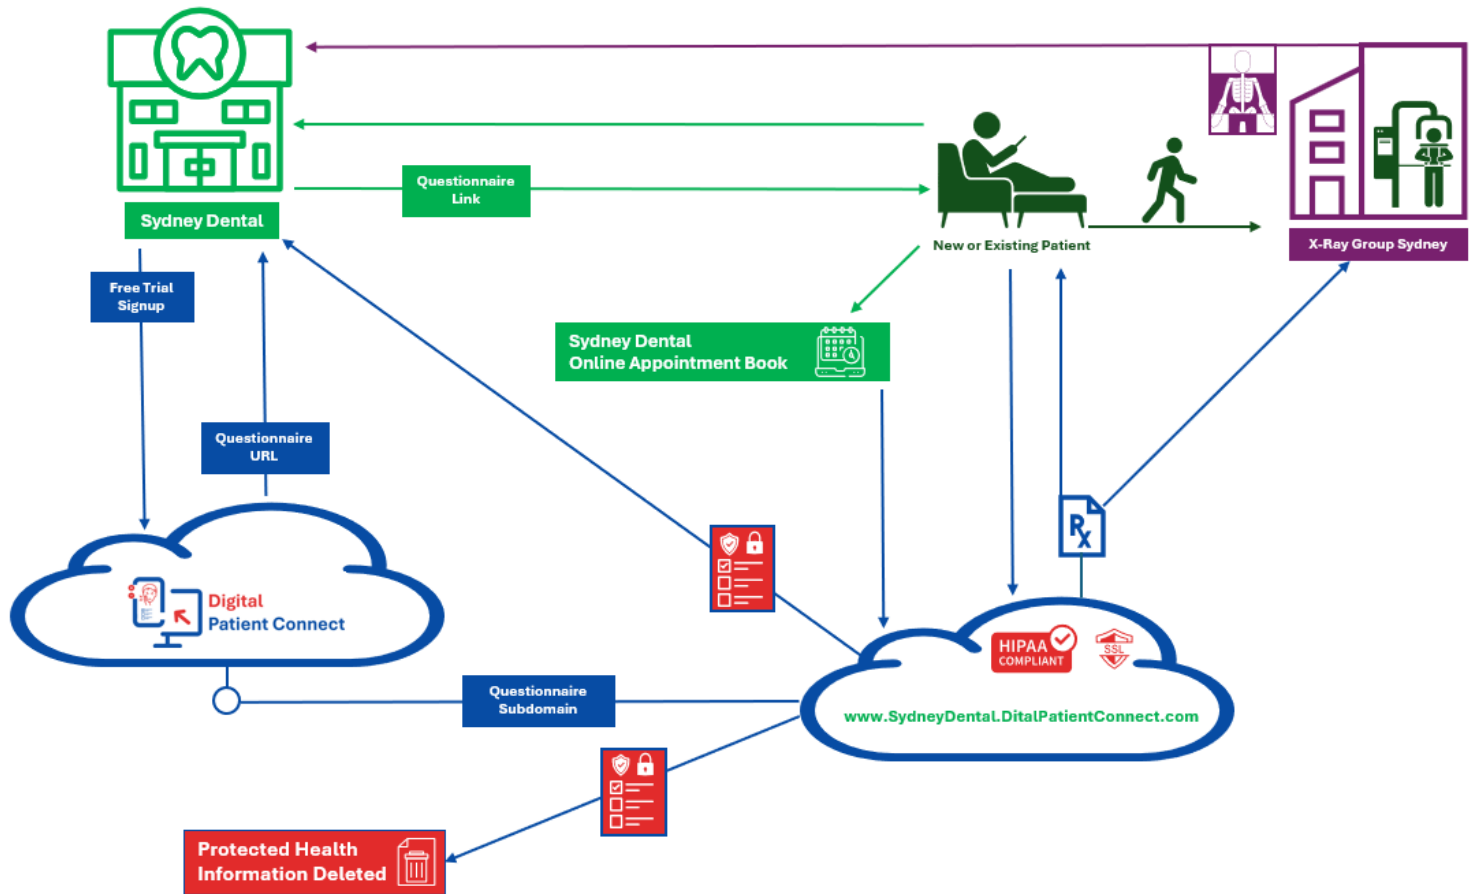 Questionnaire
Link
Sydney Dental
New or Existing Patient
X-Ray Group Sydney
Free Trial
Signup
Sydney Dental
Online Appointment Book
Questionnaire
URL
Rx
Digital
Patient Connect
HIPAA
COMPLIANT
SSL
Questionnaire
Subdomain
www.SydneyDental.DitalPatientConnect.com
Protected Health
Information Deleted